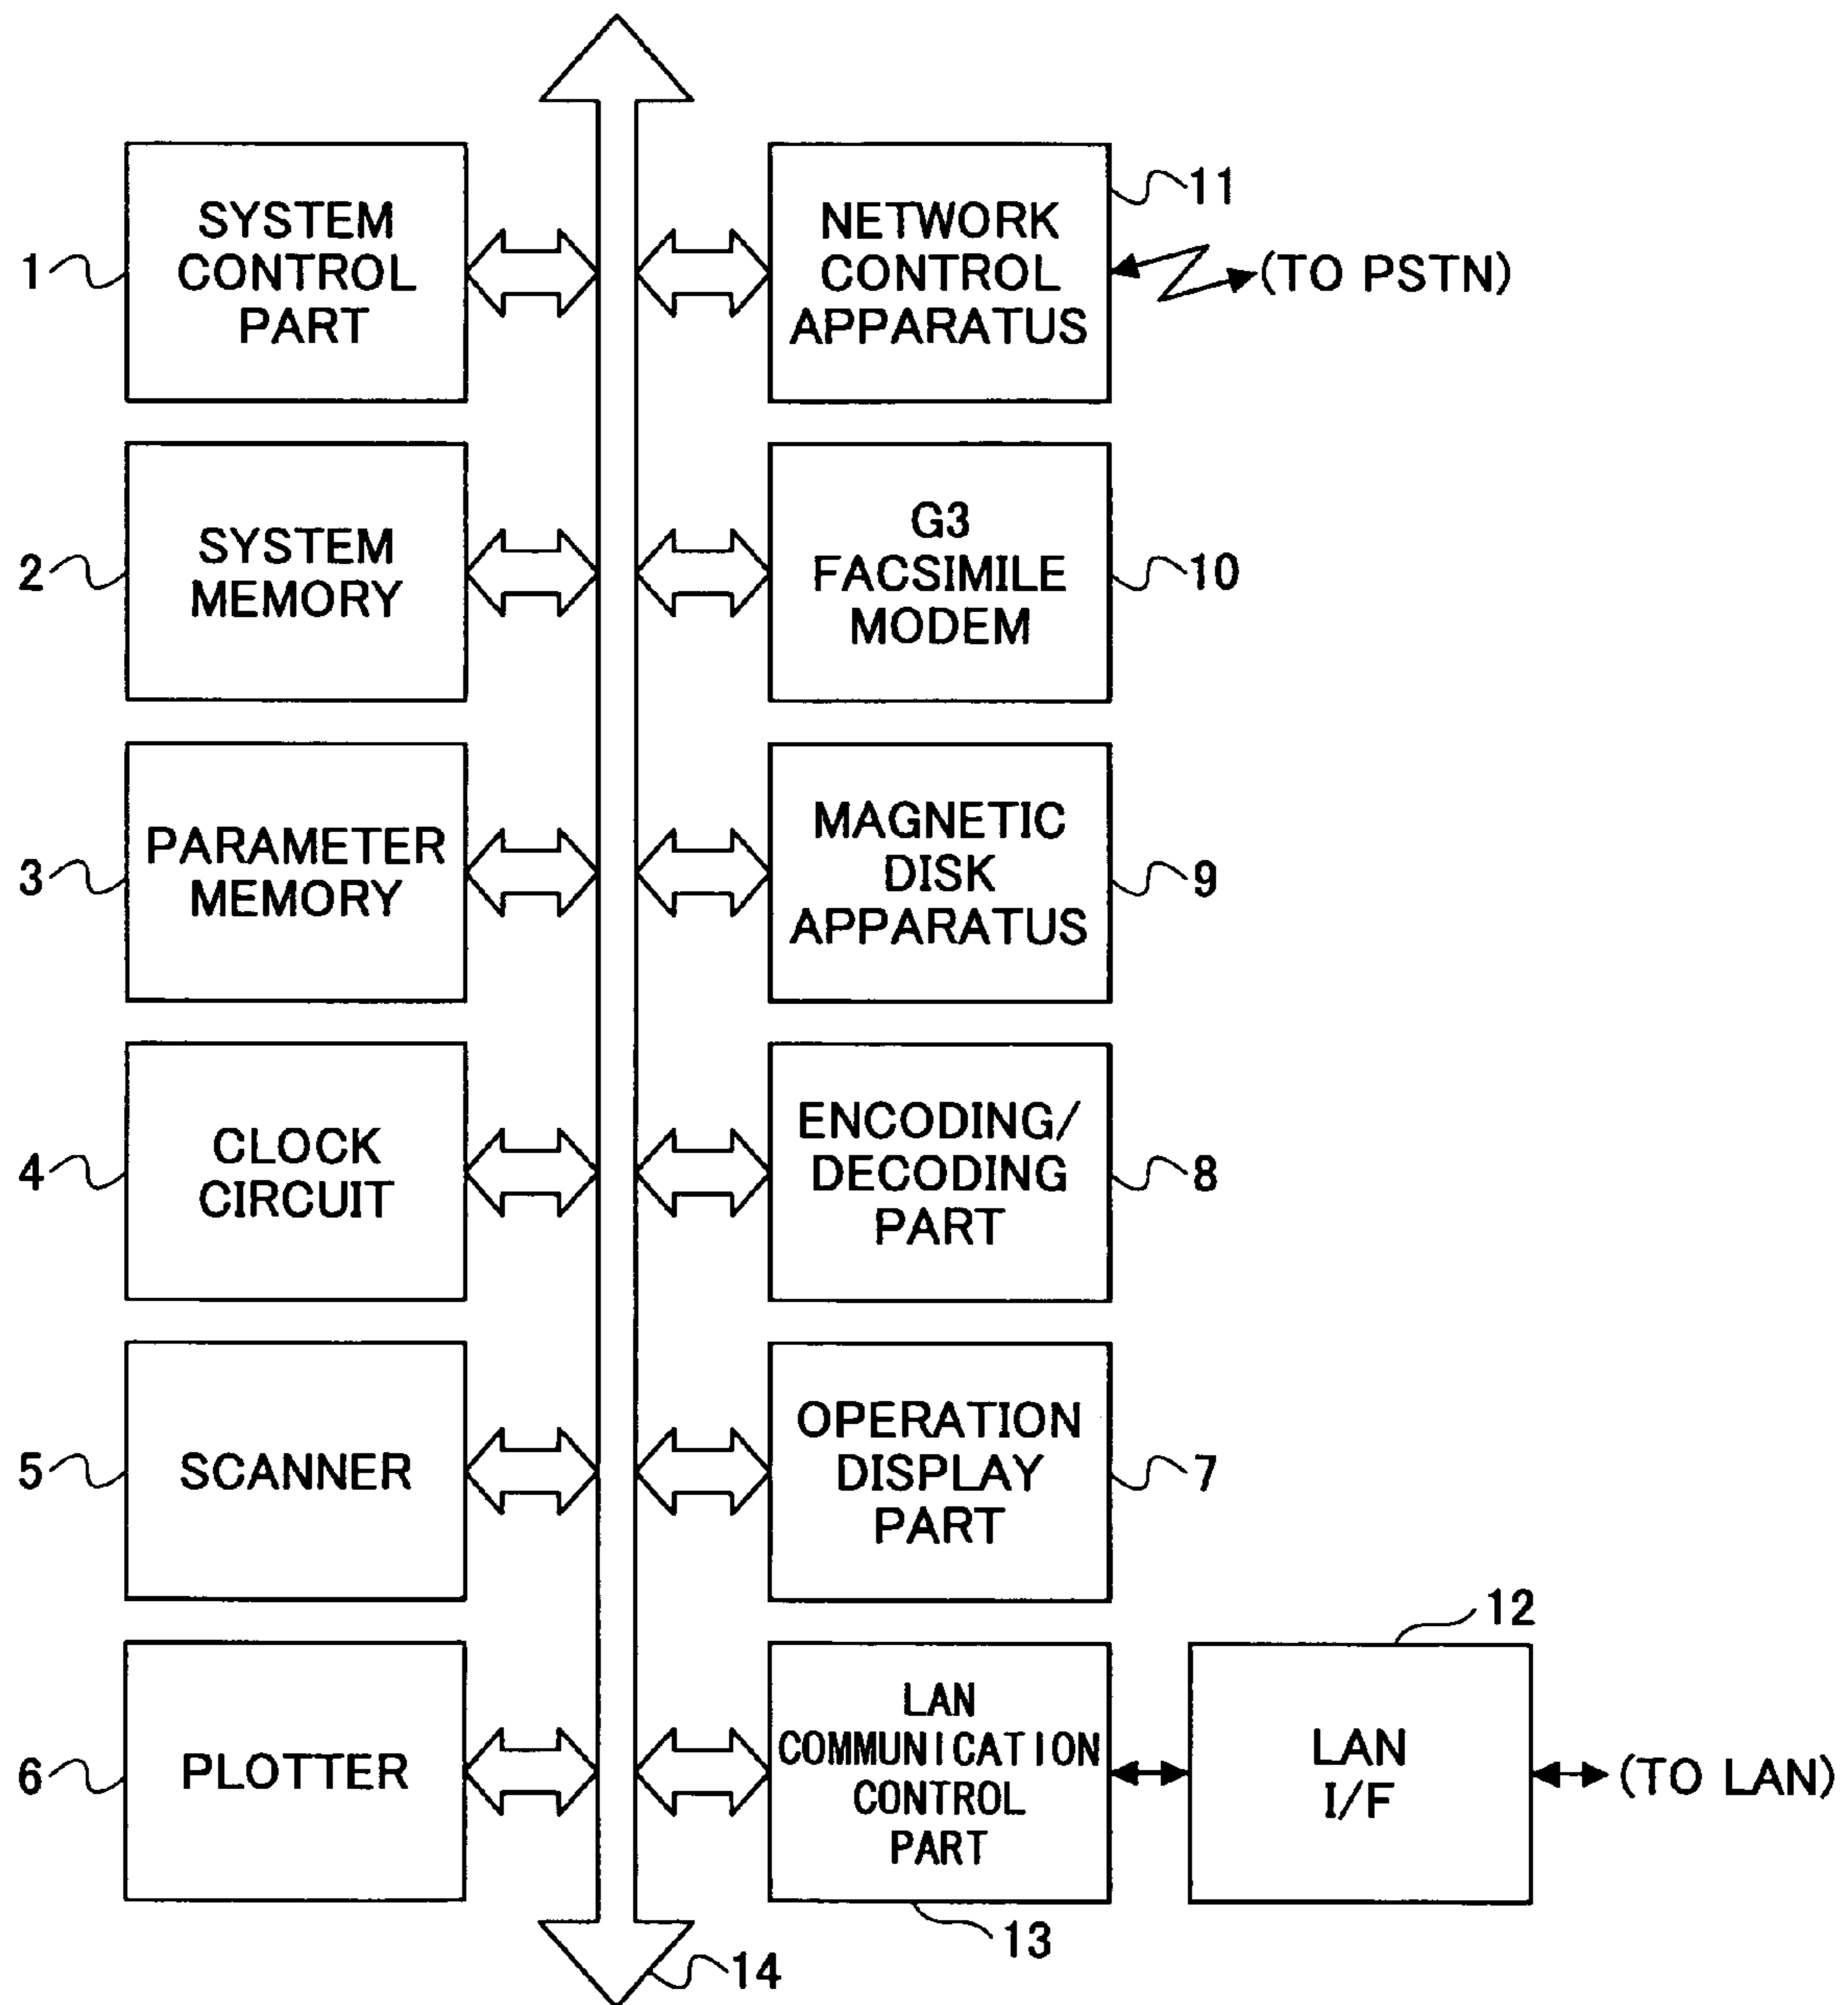 1
SYSTEM
CONTROL
PART
NETWORK
CONTROL
APPARATUS
11
(TO PSTN)
2
SYSTEM
MEMORY
G3
FACSIMILE
MODEM
10
3
PARAMETER
MEMORY
MAGNETIC
DISK
APPARATUS
9
4
CLOCK
CIRCUIT
ENCODING/
DECODING
PART
8
5
SCANNER
OPERATION
DISPLAY
PART
7
6
PLOTTER
LAN
COMMUNICATION
CONTROL
PART
13
12
LAN
I/F
(TO LAN)
14